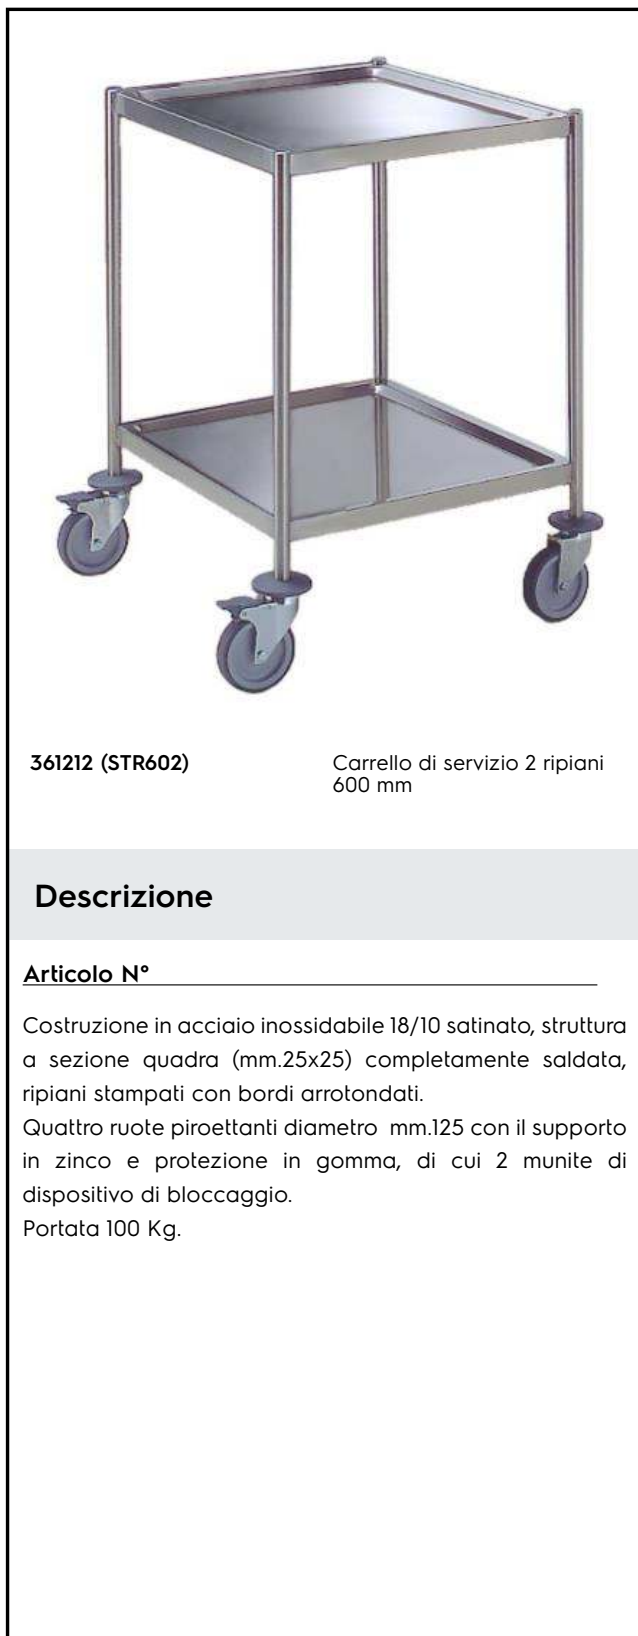 361212 (STR602)
Carrello di servizio 2 ripiani
600 mm
Descrizione
Articolo N°
Costruzione in acciaio inossidabile 18/10 satinato, struttura
a sezione quadra (mm.25x25) completamente saldata,
ripiani stampati con bordi arrotondati.
Quattro ruote piroettanti diametro mm.125 con il supporto
in zinco e protezione in gomma, di cui 2 munite di
dispositivo di bloccaggio.
Portata 100 Kg.